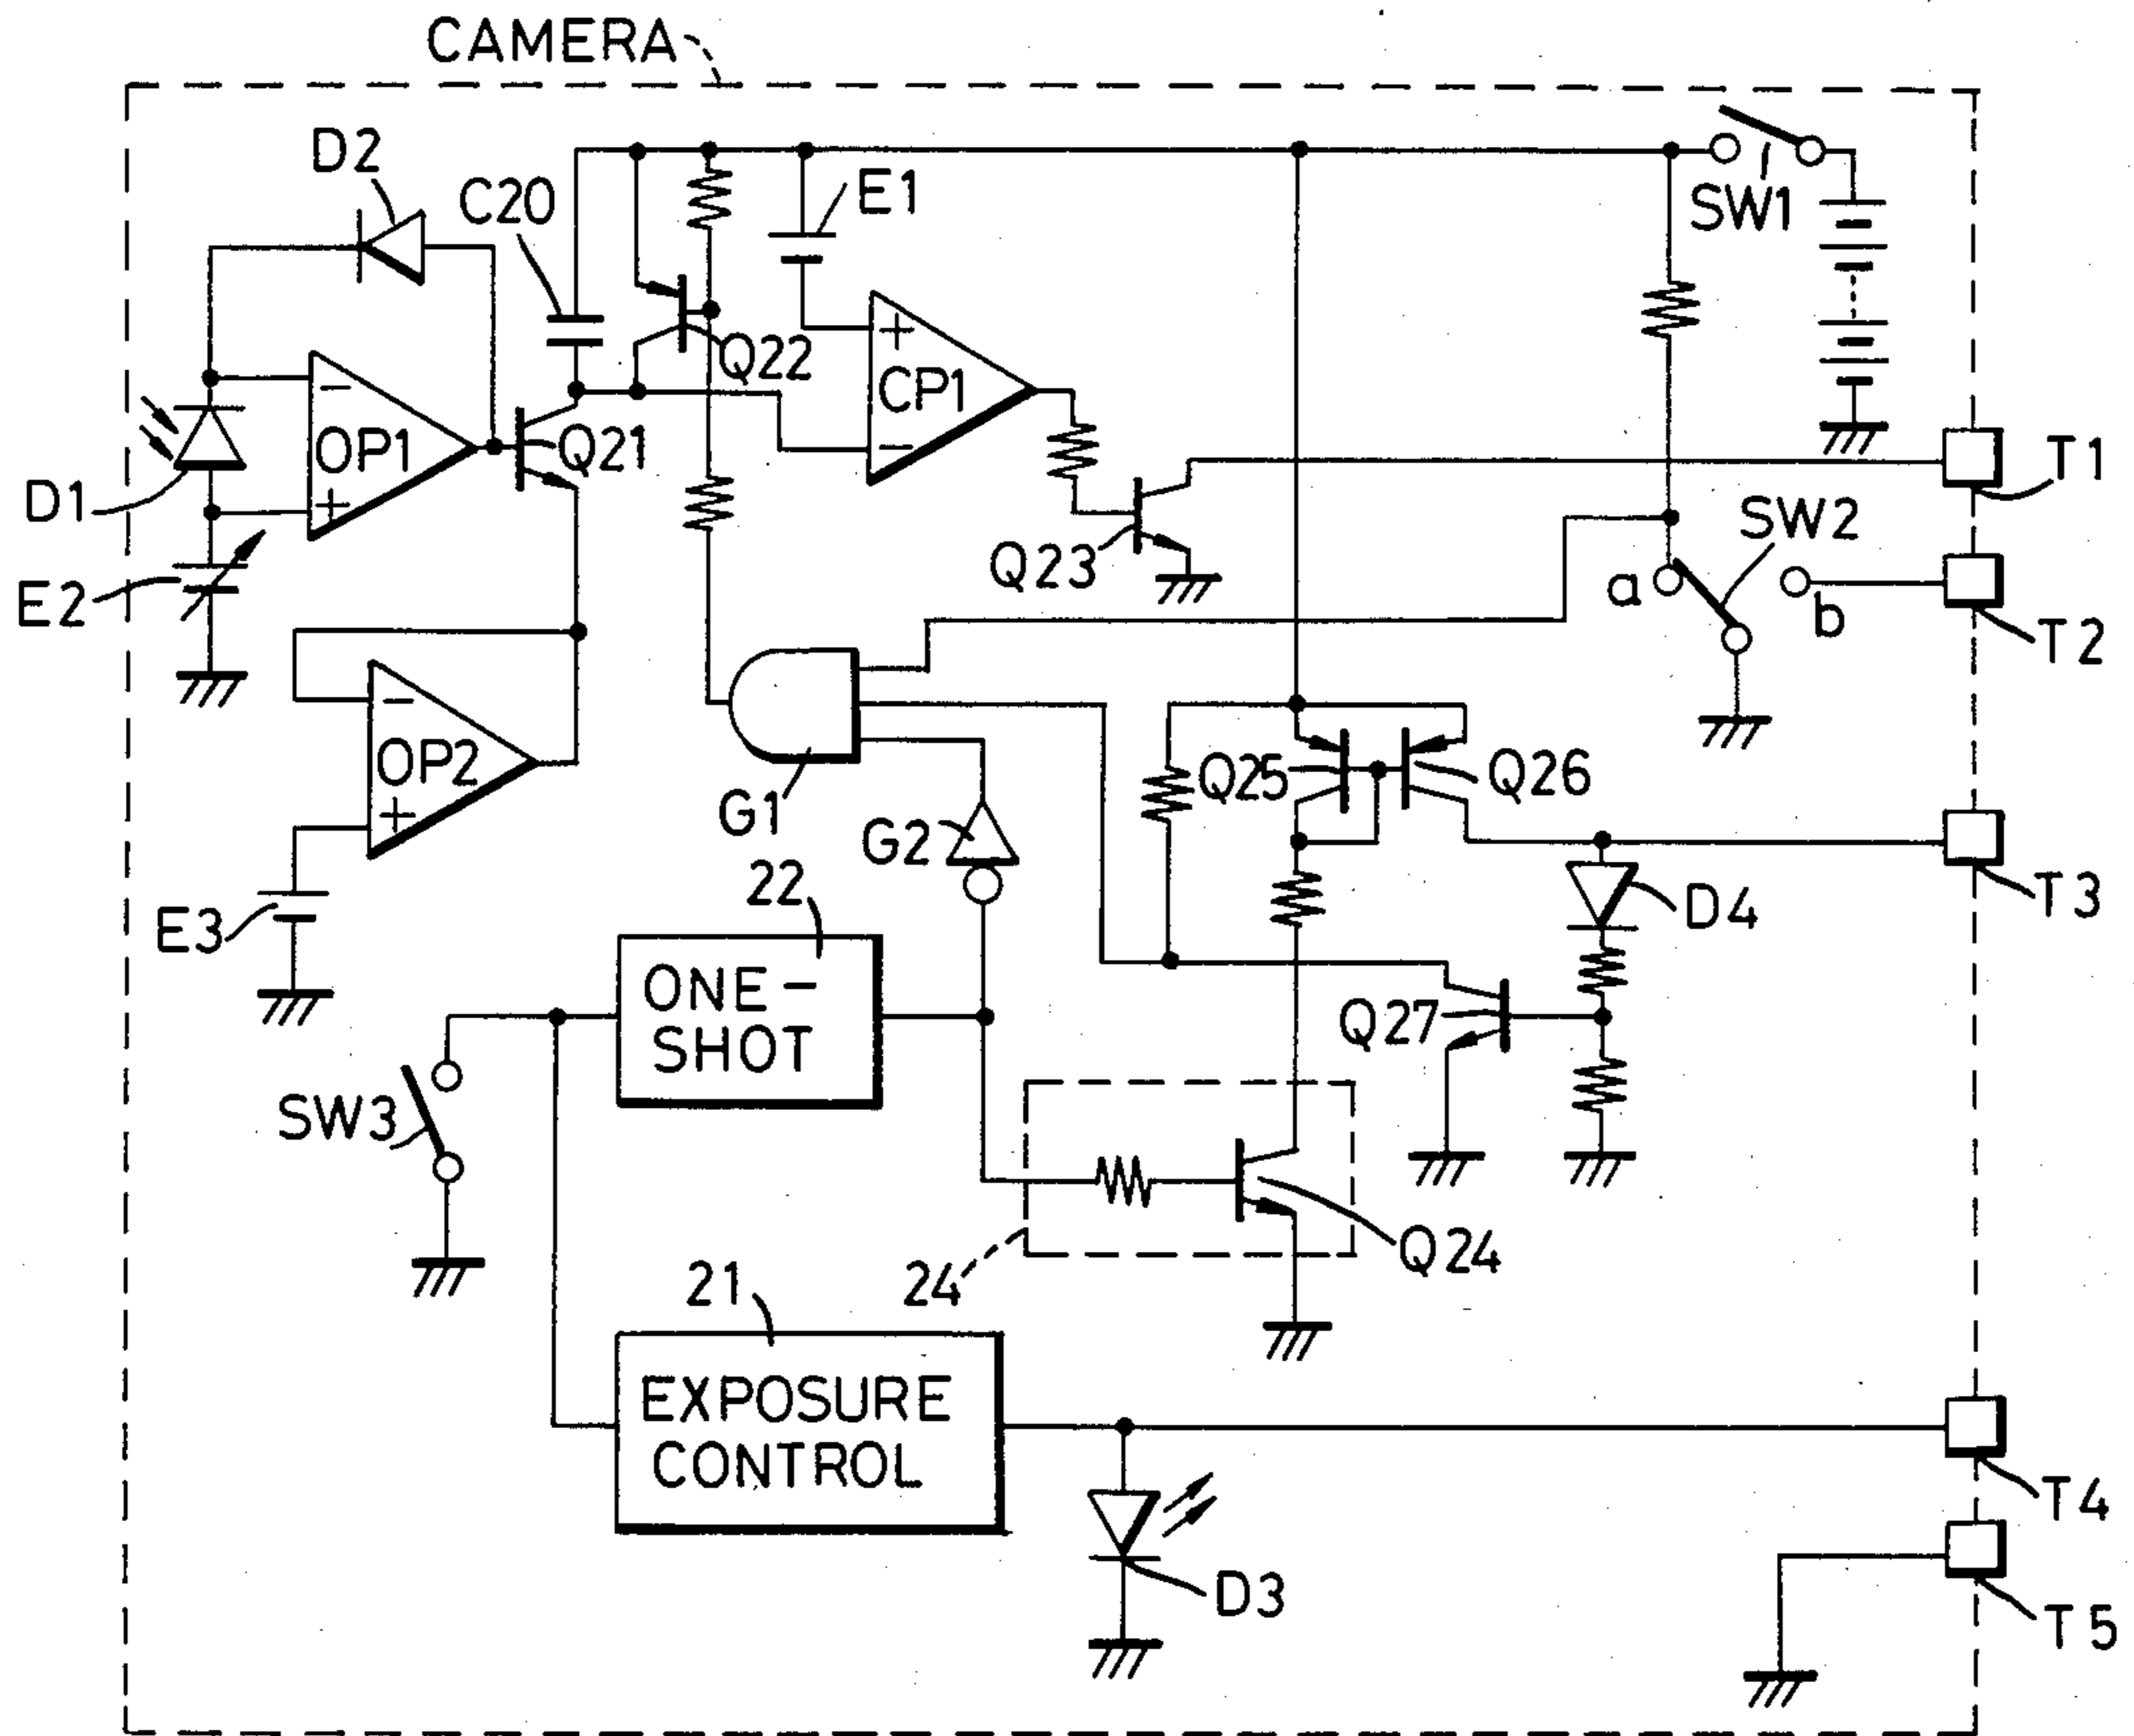 CAMERA
D2
C20
E1
SW1
Q22
+
CP1
−
−
OP1
+
Q21
D1
T1
SW2
Q23
a
b
E2
T2
−
OP2
+
Q25
Q26
G1
G2
22
E3
D4
T3
ONE-
SHOT
Q27
SW3
Q24
24
21
EXPOSURE
CONTROL
T4
D3
T5